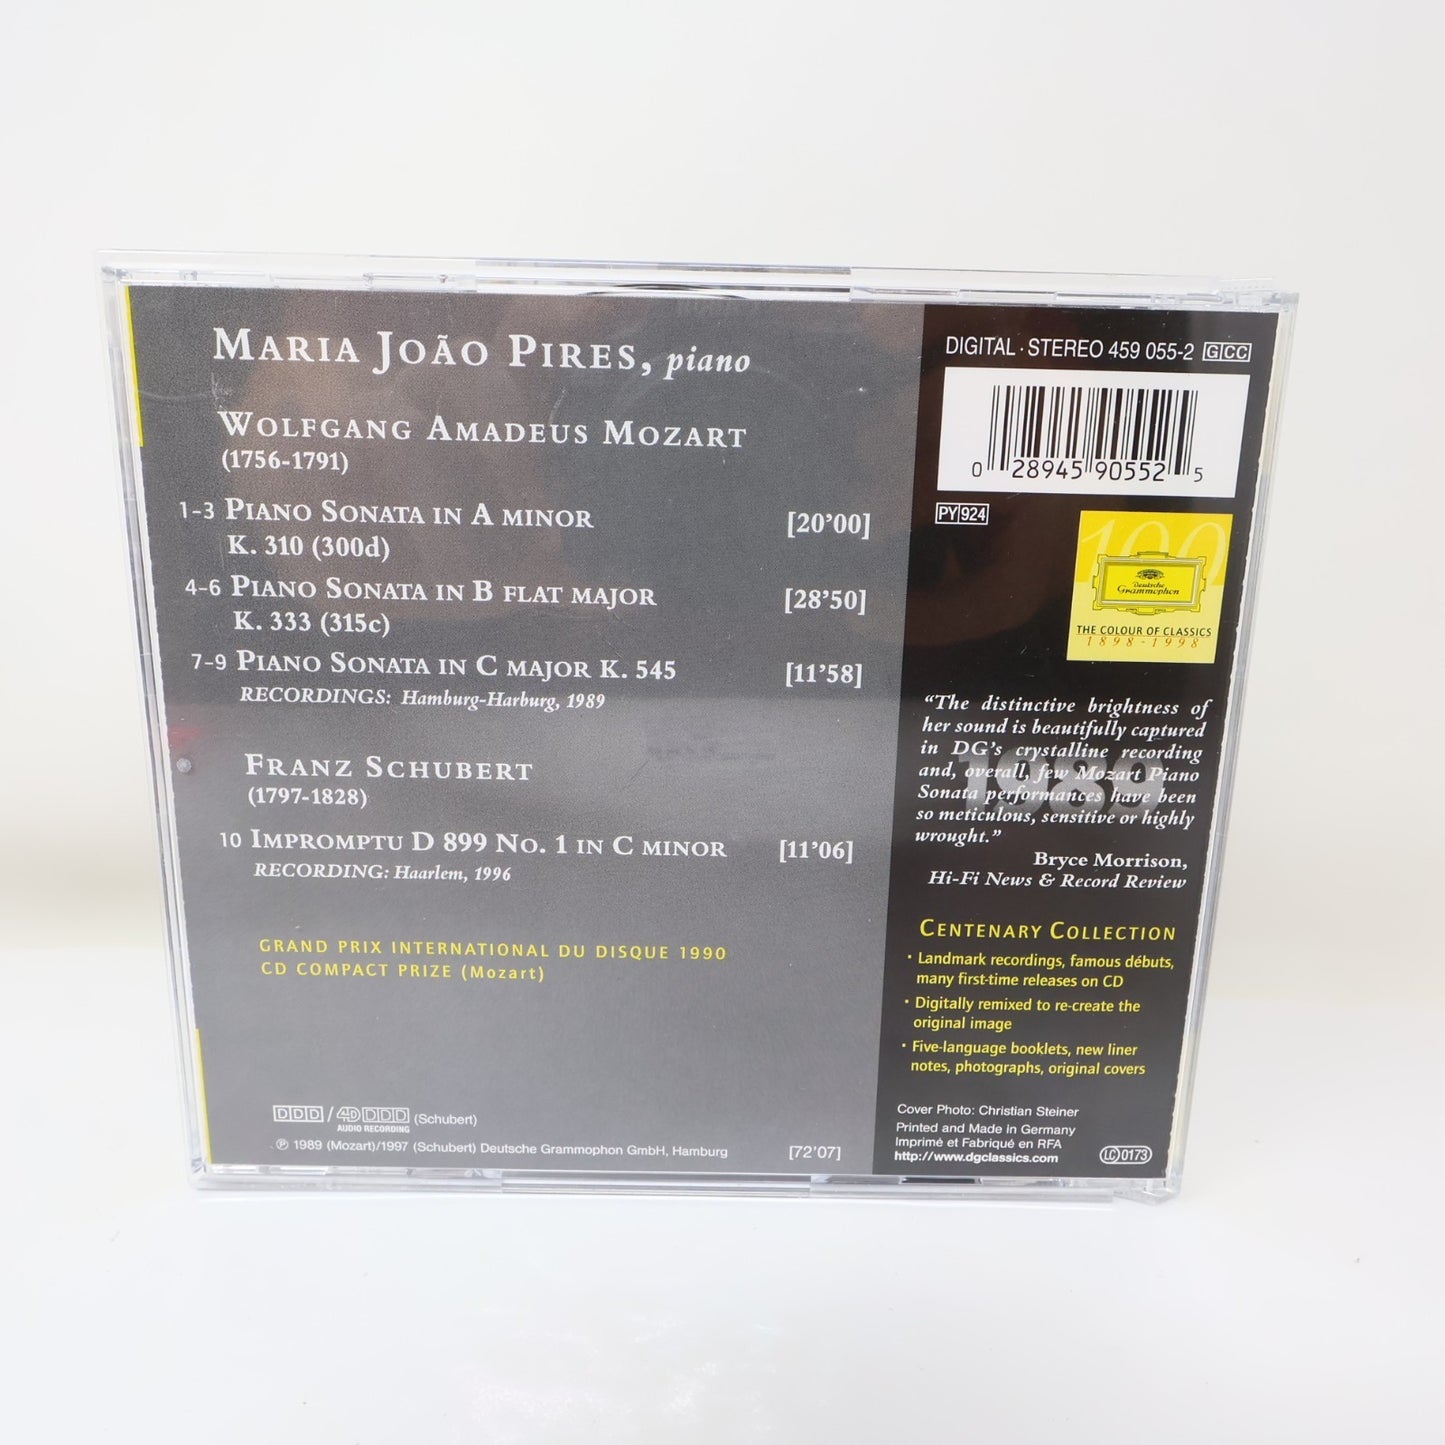 MARIA JOÃO PIRES, piano
WOLFGANG AMADEUS MOZART
(1756-1791)
1-3 PIANO SONATA IN A MINOR [20’00]
K. 310 (300d)
4-6 PIANO SONATA IN B FLAT MAJOR [28’50]
K. 333 (315c)
7-9 PIANO SONATA IN C MAJOR K. 545 [11’58]
RECORDINGS: Hamburg-Harburg, 1989
FRANZ SCHUBERT
(1797-1828)
10 IMPROMPTU D 899 NO. 1 IN C MINOR [11’06]
RECORDING: Haarlem, 1996
GRAND PRIX INTERNATIONAL DU DISQUE 1990
CD COMPACT PRIZE (Mozart)
DDD / 4D DDD (Schubert)
AUDIO RECORDING
℗ 1989 (Mozart)/1997 (Schubert) Deutsche Grammophon GmbH, Hamburg [72’07]
DIGITAL · STEREO 459 055-2 GCC
0 28945 90552 5
PY 924
100
Deutsche
Grammophon
THE COLOUR OF CLASSICS
1898-1998
1989
“The distinctive brightness of
her sound is beautifully captured
in DG’s crystalline recording
and, overall, few Mozart Piano
Sonata performances have been
so meticulous, sensitive or highly
wrought.”
Bryce Morrison,
Hi-Fi News & Record Review
CENTENARY COLLECTION
· Landmark recordings, famous débuts,
many first-time releases on CD
· Digitally remixed to re-create the
original image
· Five-language booklets, new liner
notes, photographs, original covers
Cover Photo: Christian Steiner
Printed and Made in Germany
Imprimé et Fabriqué en RFA
http://www.dgclassics.com
LC 0173